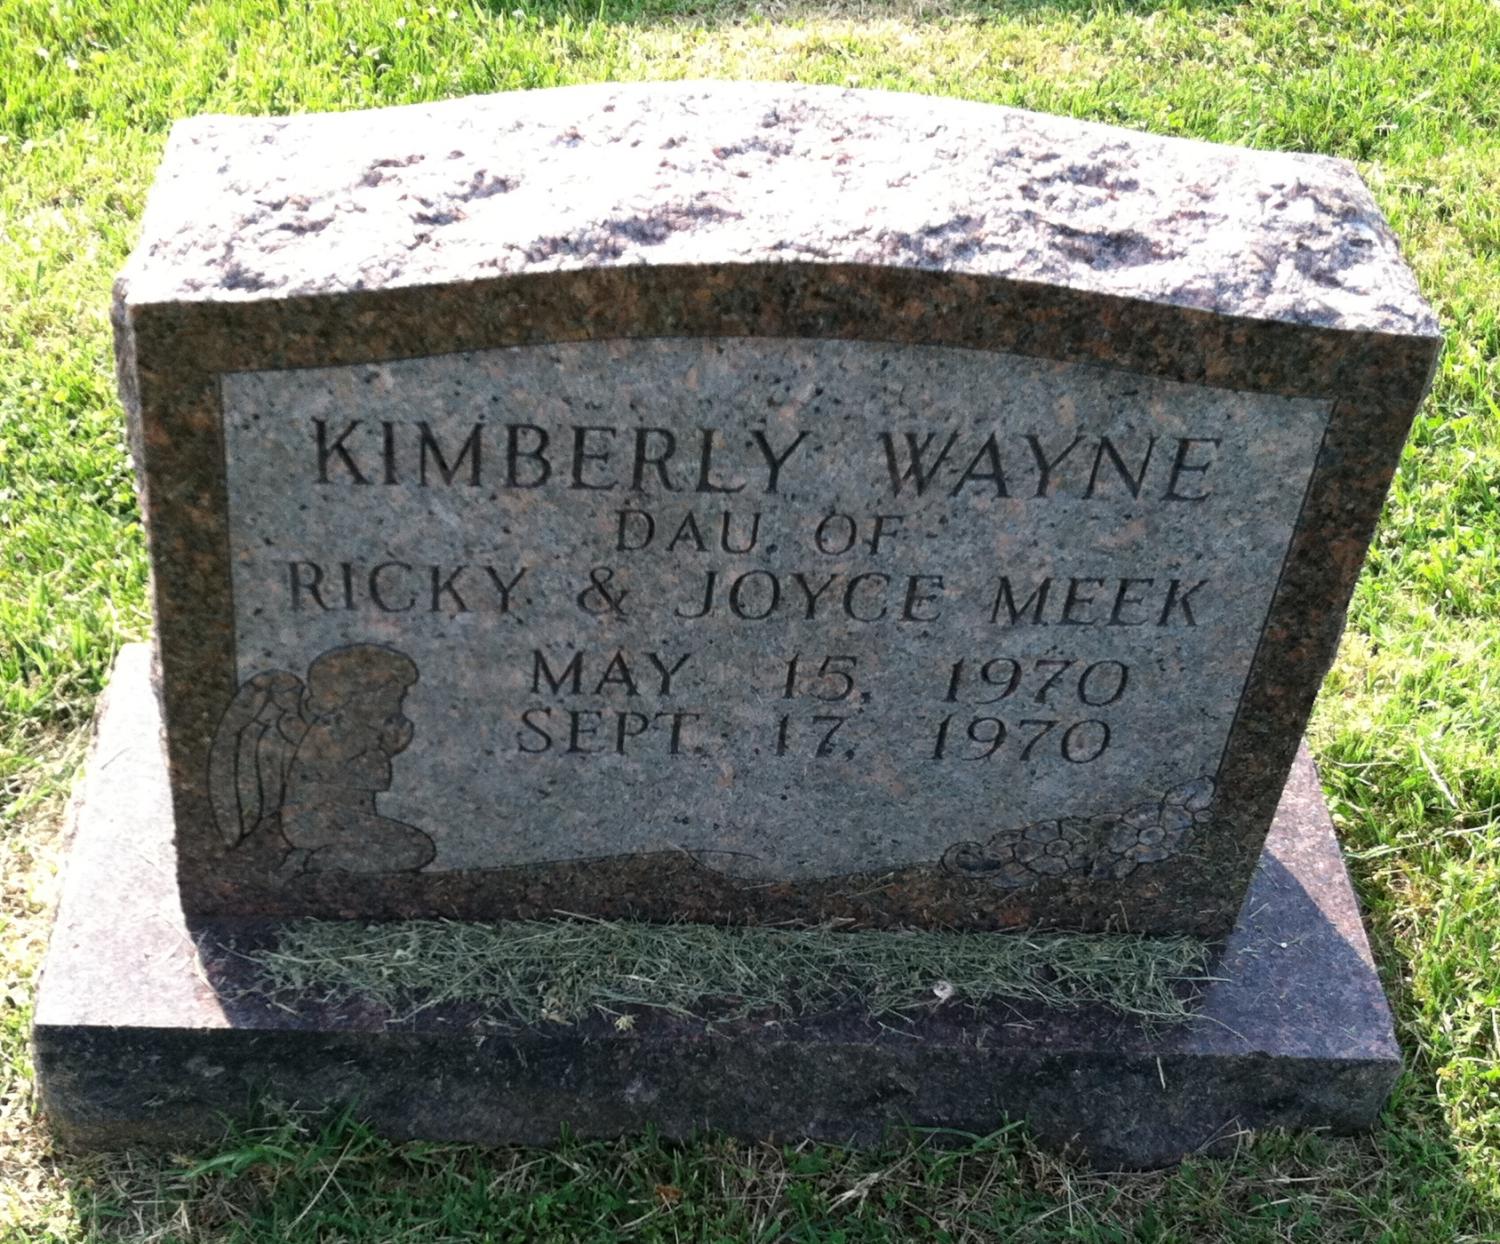 KIMBERLY WAYNE
DAU. OF
RICKY & JOYCE MEEK
MAY 15, 1970
SEPT. 17, 1970